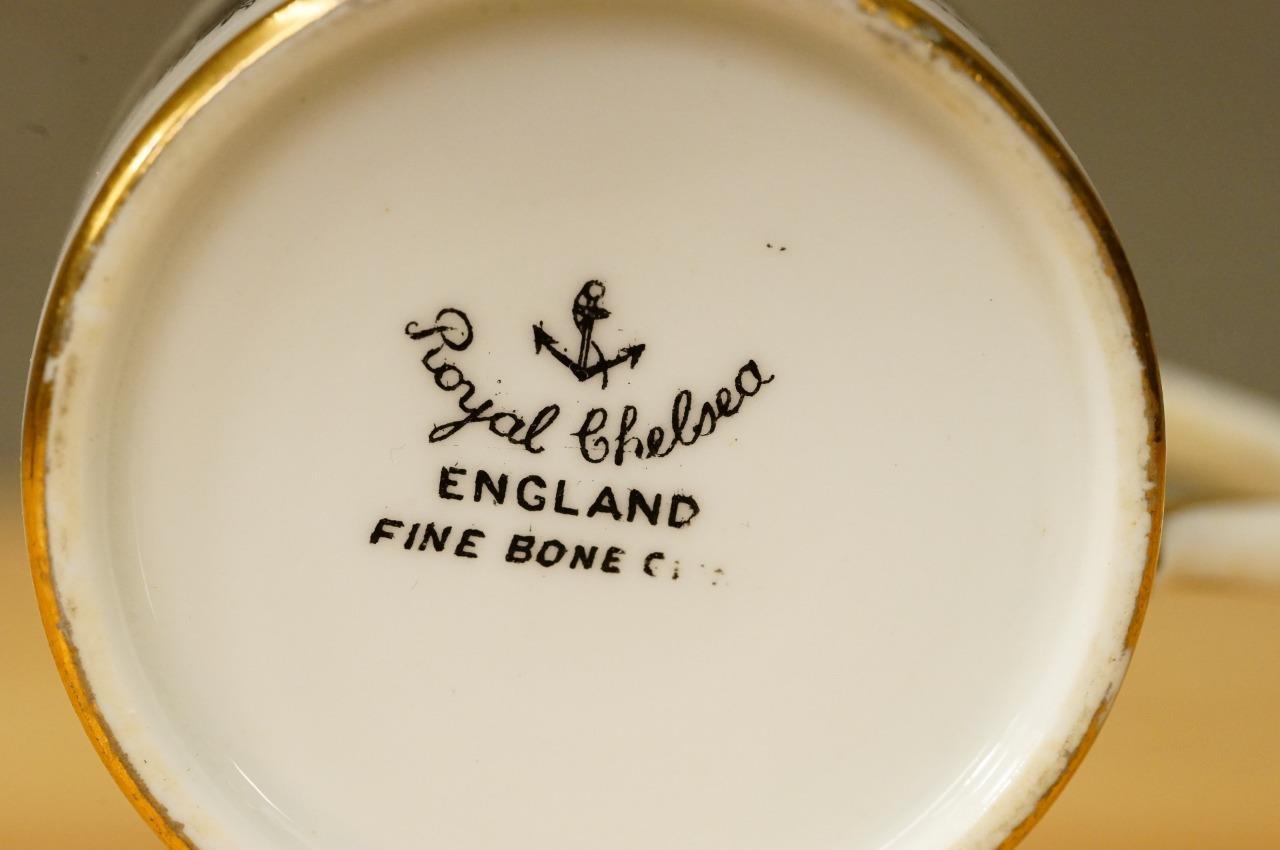 Royal Chelsea
ENGLAND
FINE BONE